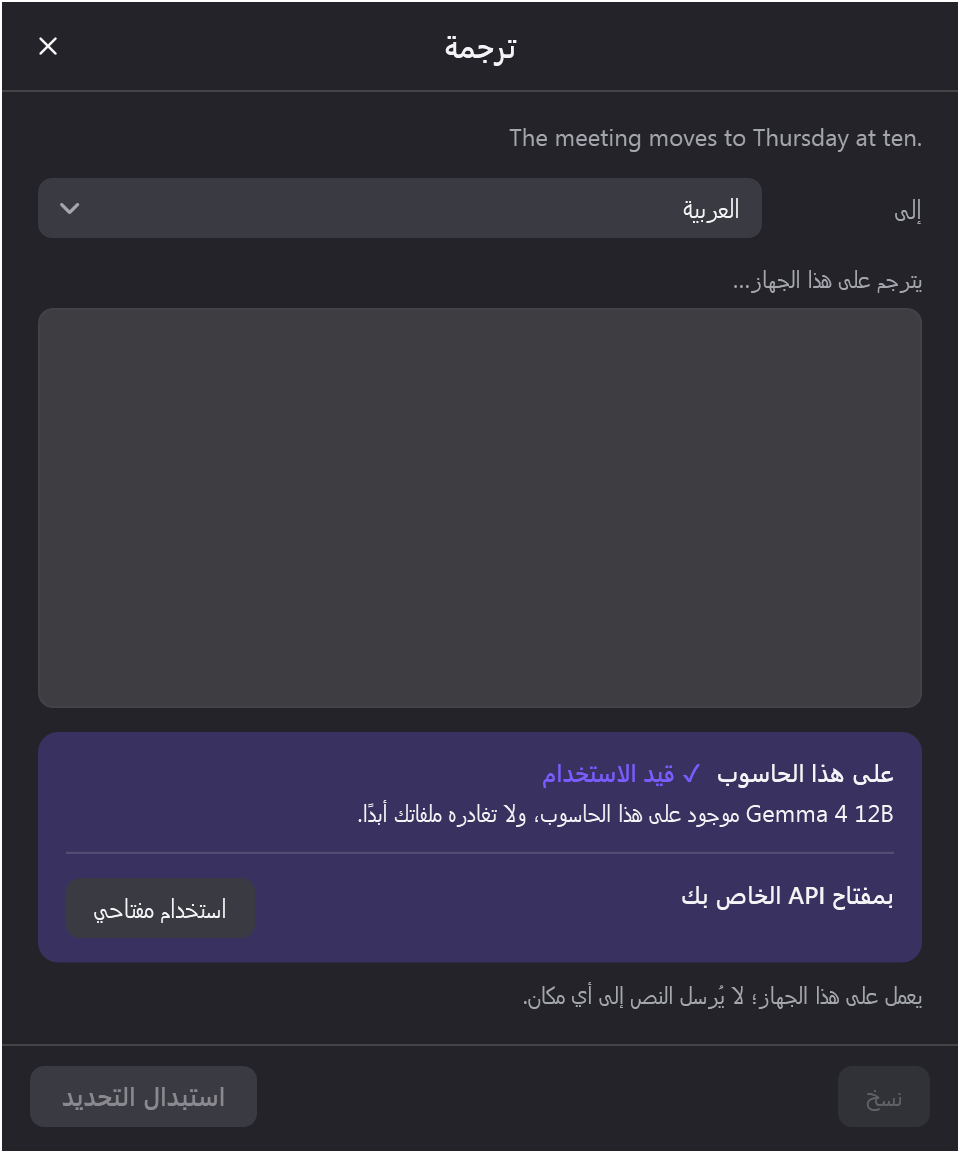 ترجمة
The meeting moves to Thursday at ten.
إلى
العربية
يترجم على هذا الجهاز...
على هذا الحاسوب ✓ قيد الاستخدام
Gemma 4 12B موجود على هذا الحاسوب، ولا تغادره ملفاتك أبدًا.
بمفتاح API الخاص بك
استخدام مفتاحي
يعمل على هذا الجهاز؛ لا يُرسل النص إلى أي مكان.
نسخ
استبدال التحديد